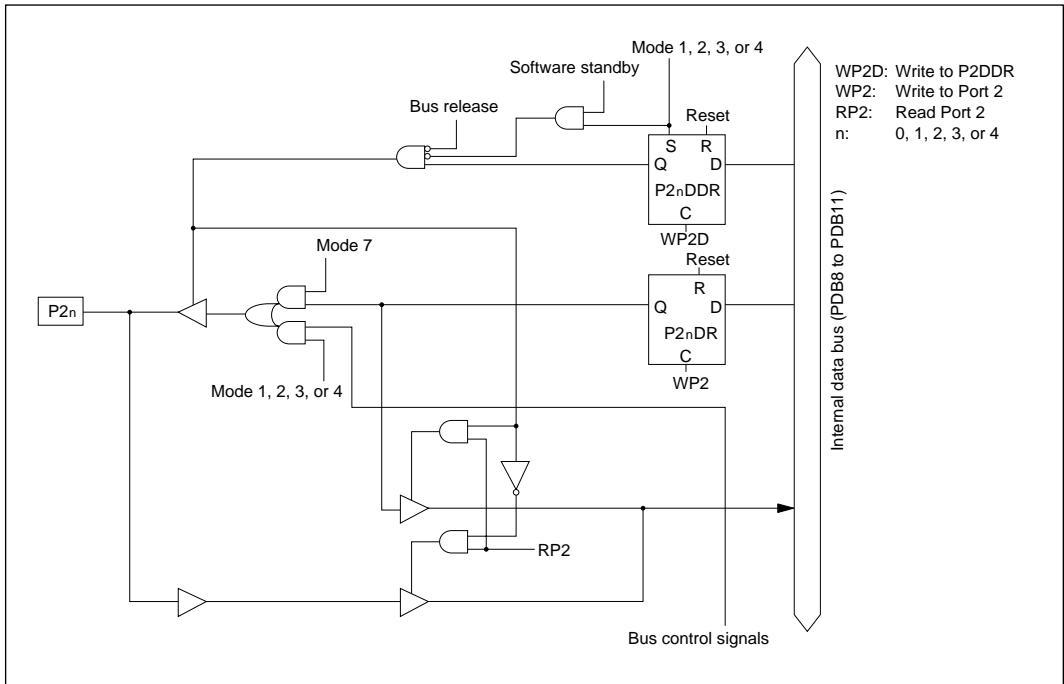 Mode 1, 2, 3, or 4
Software standby
Bus release
Reset
S R
Q D
P2nDDR
C
WP2D
WP2D: Write to P2DDR
WP2: Write to Port 2
RP2: Read Port 2
n: 0, 1, 2, 3, or 4
Mode 7
Reset
R
Q D
P2nDR
C
WP2
P2n
Mode 1, 2, 3, or 4
Internal data bus (PDB8 to PDB11)
RP2
Bus control signals